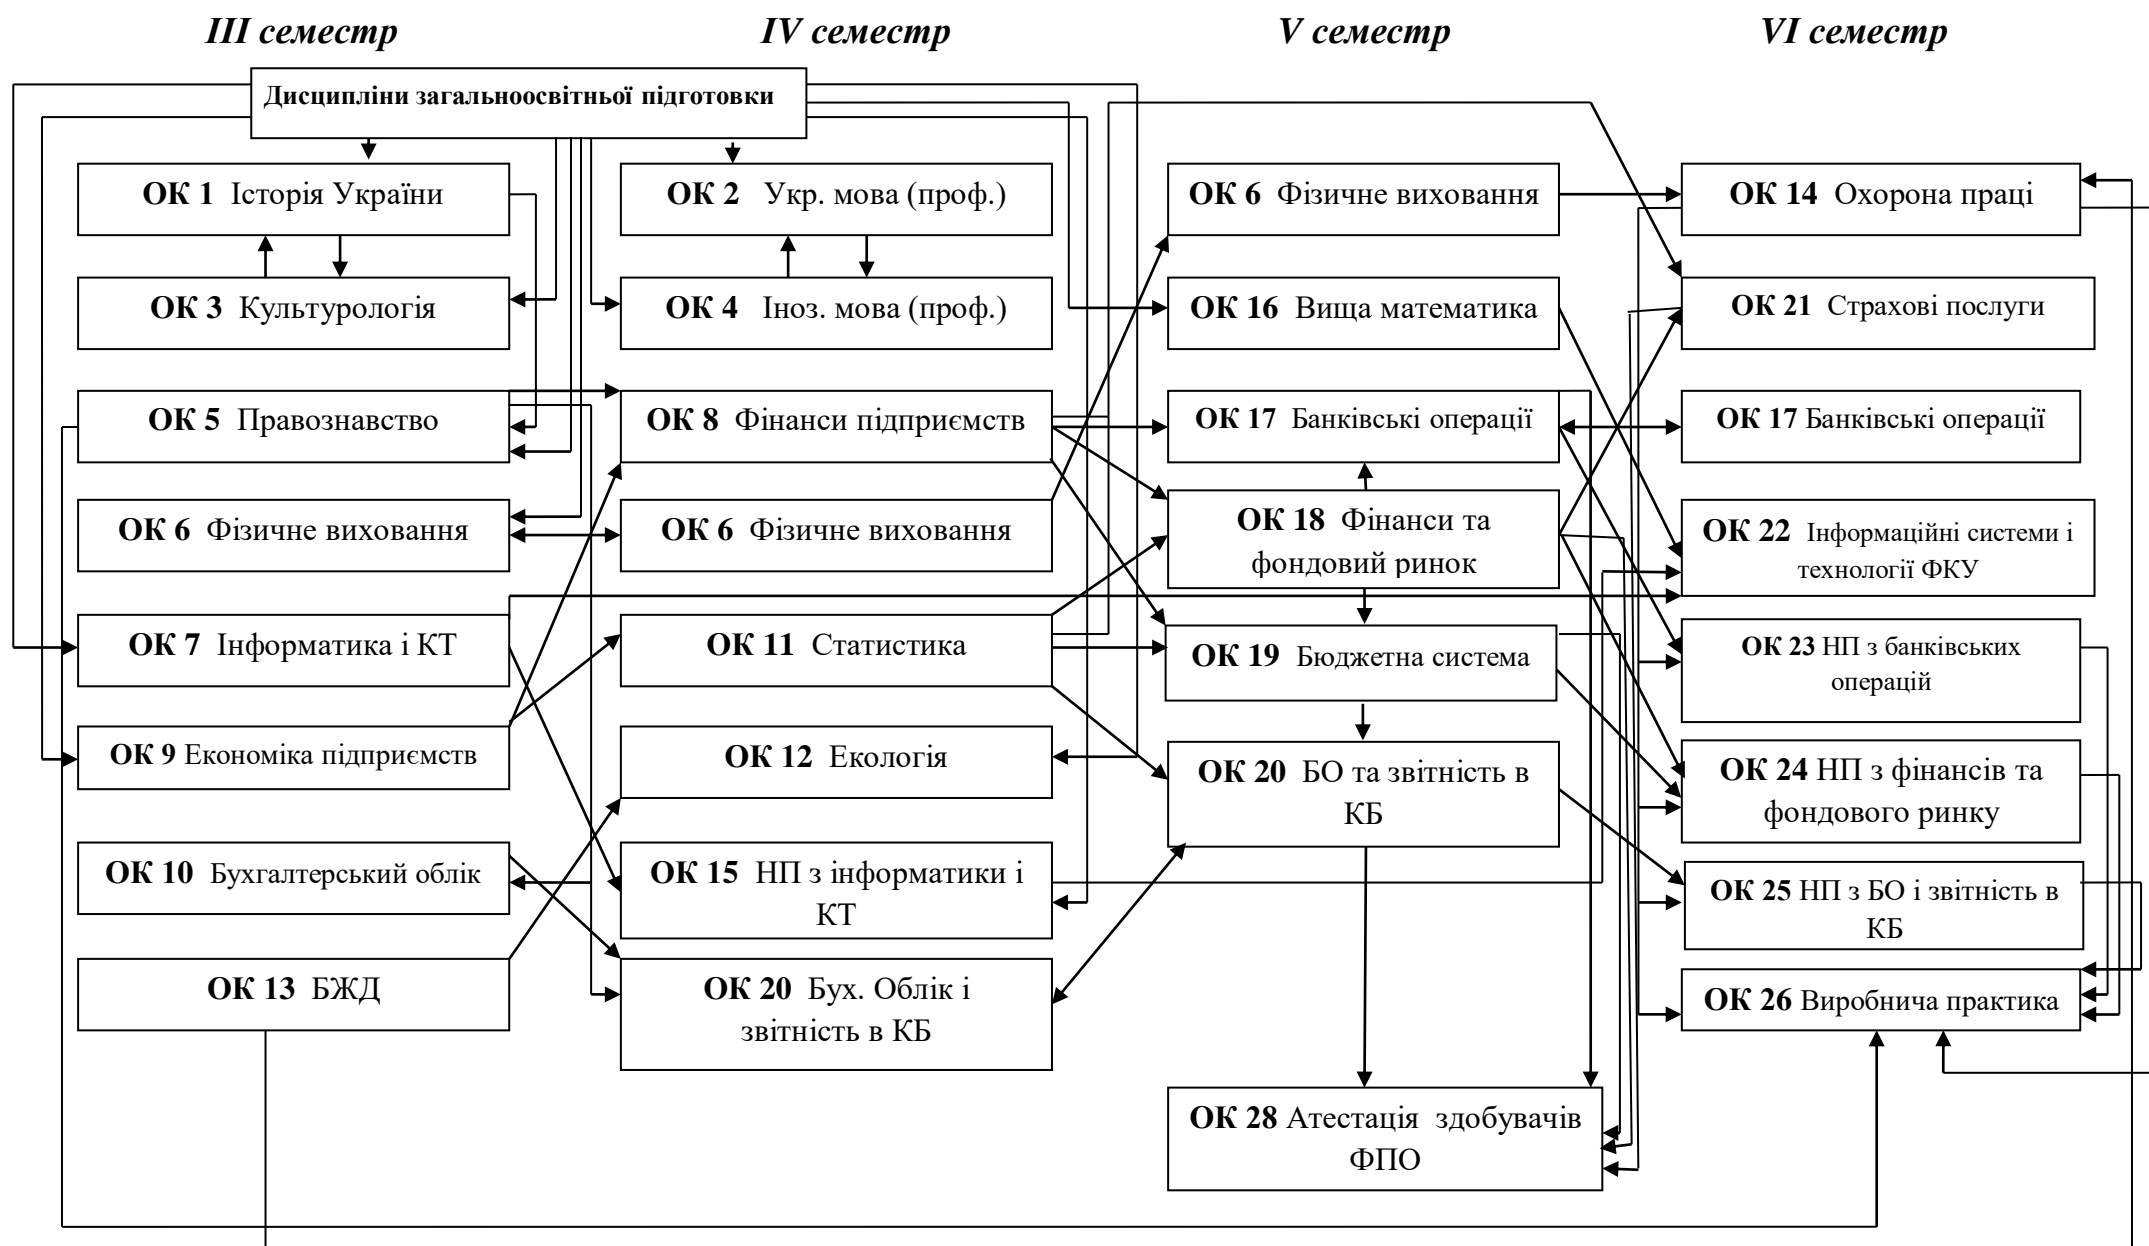 III семестр
IV семестр
V семестр
VI семестр
Дисципліни загальноосвітньої підготовки
ОК 1 Історія України
ОК 2 Укр. мова (проф.)
ОК 6 Фізичне виховання
ОК 14 Охорона праці
ОК 3 Культурологія
ОК 4 Іноз. мова (проф.)
ОК 16 Вища математика
ОК 21 Страхові послуги
ОК 5 Правознавство
ОК 8 Фінанси підприємств
ОК 17 Банківські операції
ОК 17 Банківські операції
ОК 6 Фізичне виховання
ОК 6 Фізичне виховання
ОК 18 Фінанси та
фондовий ринок
ОК 22 Інформаційні системи і
технології ФКУ
ОК 7 Інформатика і КТ
ОК 11 Статистика
ОК 19 Бюджетна система
ОК 23 НП з банківських
операцій
ОК 9 Економіка підприємств
ОК 12 Екологія
ОК 20 БО та звітність в
КБ
ОК 24 НП з фінансів та
фондового ринку
ОК 10 Бухгалтерський облік
ОК 15 НП з інформатики і
КТ
ОК 25 НП з БО і звітність в
КБ
ОК 13 БЖД
ОК 20 Бух. Облік і
звітність в КБ
ОК 26 Виробнича практика
ОК 28 Атестація здобувачів
ФПО